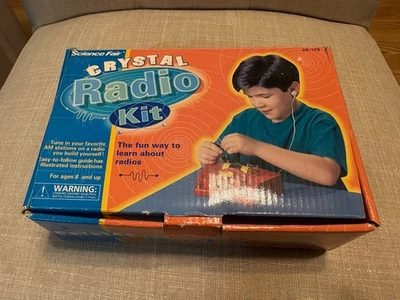 Science Fair
28-178
CRYSTAL
Radio
Kit
The fun way to
learn about
radios
Tune in your favorite
AM stations on a radio
you build yourself!
Easy-to-follow guide has
illustrated instructions
For ages 8 and up
WARNING: